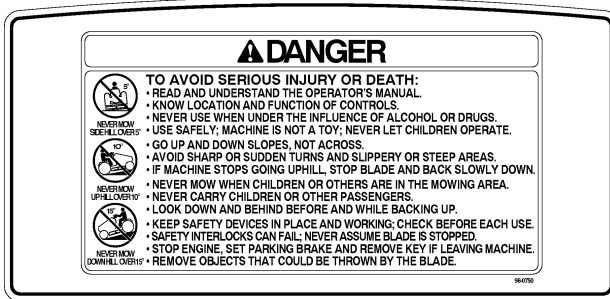 DANGER
TO AVOID SERIOUS INJURY OR DEATH:
• READ AND UNDERSTAND THE OPERATOR'S MANUAL.
• KNOW LOCATION AND FUNCTION OF CONTROLS.
• NEVER USE WHEN UNDER THE INFLUENCE OF ALCOHOL OR DRUGS.
• USE SAFELY; MACHINE IS NOT A TOY; NEVER LET CHILDREN OPERATE.
• GO UP AND DOWN SLOPES, NOT ACROSS.
• AVOID SHARP OR SUDDEN TURNS AND SLIPPERY OR STEEP AREAS.
• IF MACHINE STOPS GOING UPHILL, STOP BLADE AND BACK SLOWLY DOWN.
• NEVER MOW WHEN CHILDREN OR OTHERS ARE IN THE MOWING AREA.
• NEVER CARRY CHILDREN OR OTHER PASSENGERS.
• LOOK DOWN AND BEHIND BEFORE AND WHILE BACKING UP.
• KEEP SAFETY DEVICES IN PLACE AND WORKING; CHECK BEFORE EACH USE.
• SAFETY INTERLOCKS CAN FAIL; NEVER ASSUME BLADE IS STOPPED.
• STOP ENGINE, SET PARKING BRAKE AND REMOVE KEY IF LEAVING MACHINE.
• REMOVE OBJECTS THAT COULD BE THROWN BY THE BLADE.
5°
NEVER MOW
SIDE HILL OVER 5°
10°
NEVER MOW
UP HILL OVER 10°
15°
NEVER MOW
DOWN HILL OVER 15°
98-0750